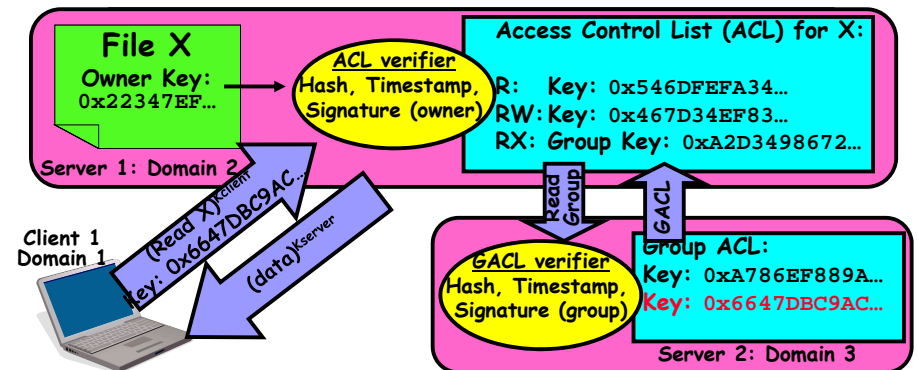 File X
Owner Key:
0x22347EF…
ACL verifier
Hash, Timestamp,
Signature (owner)
Access Control List (ACL) for X:
R: Key: 0x546DFEFA34…
RW: Key: 0x467D34EF83…
RX: Group Key: 0xA2D3498672…
Server 1: Domain 2
Client 1
Domain 1
(Read X)Kclient
Key: 0x6647DBC9AC…
(data)Kserver
Read
Group
GACL
GACL verifier
Hash, Timestamp,
Signature (group)
Group ACL:
Key: 0xA786EF889A…
Key: 0x6647DBC9AC…
Server 2: Domain 3